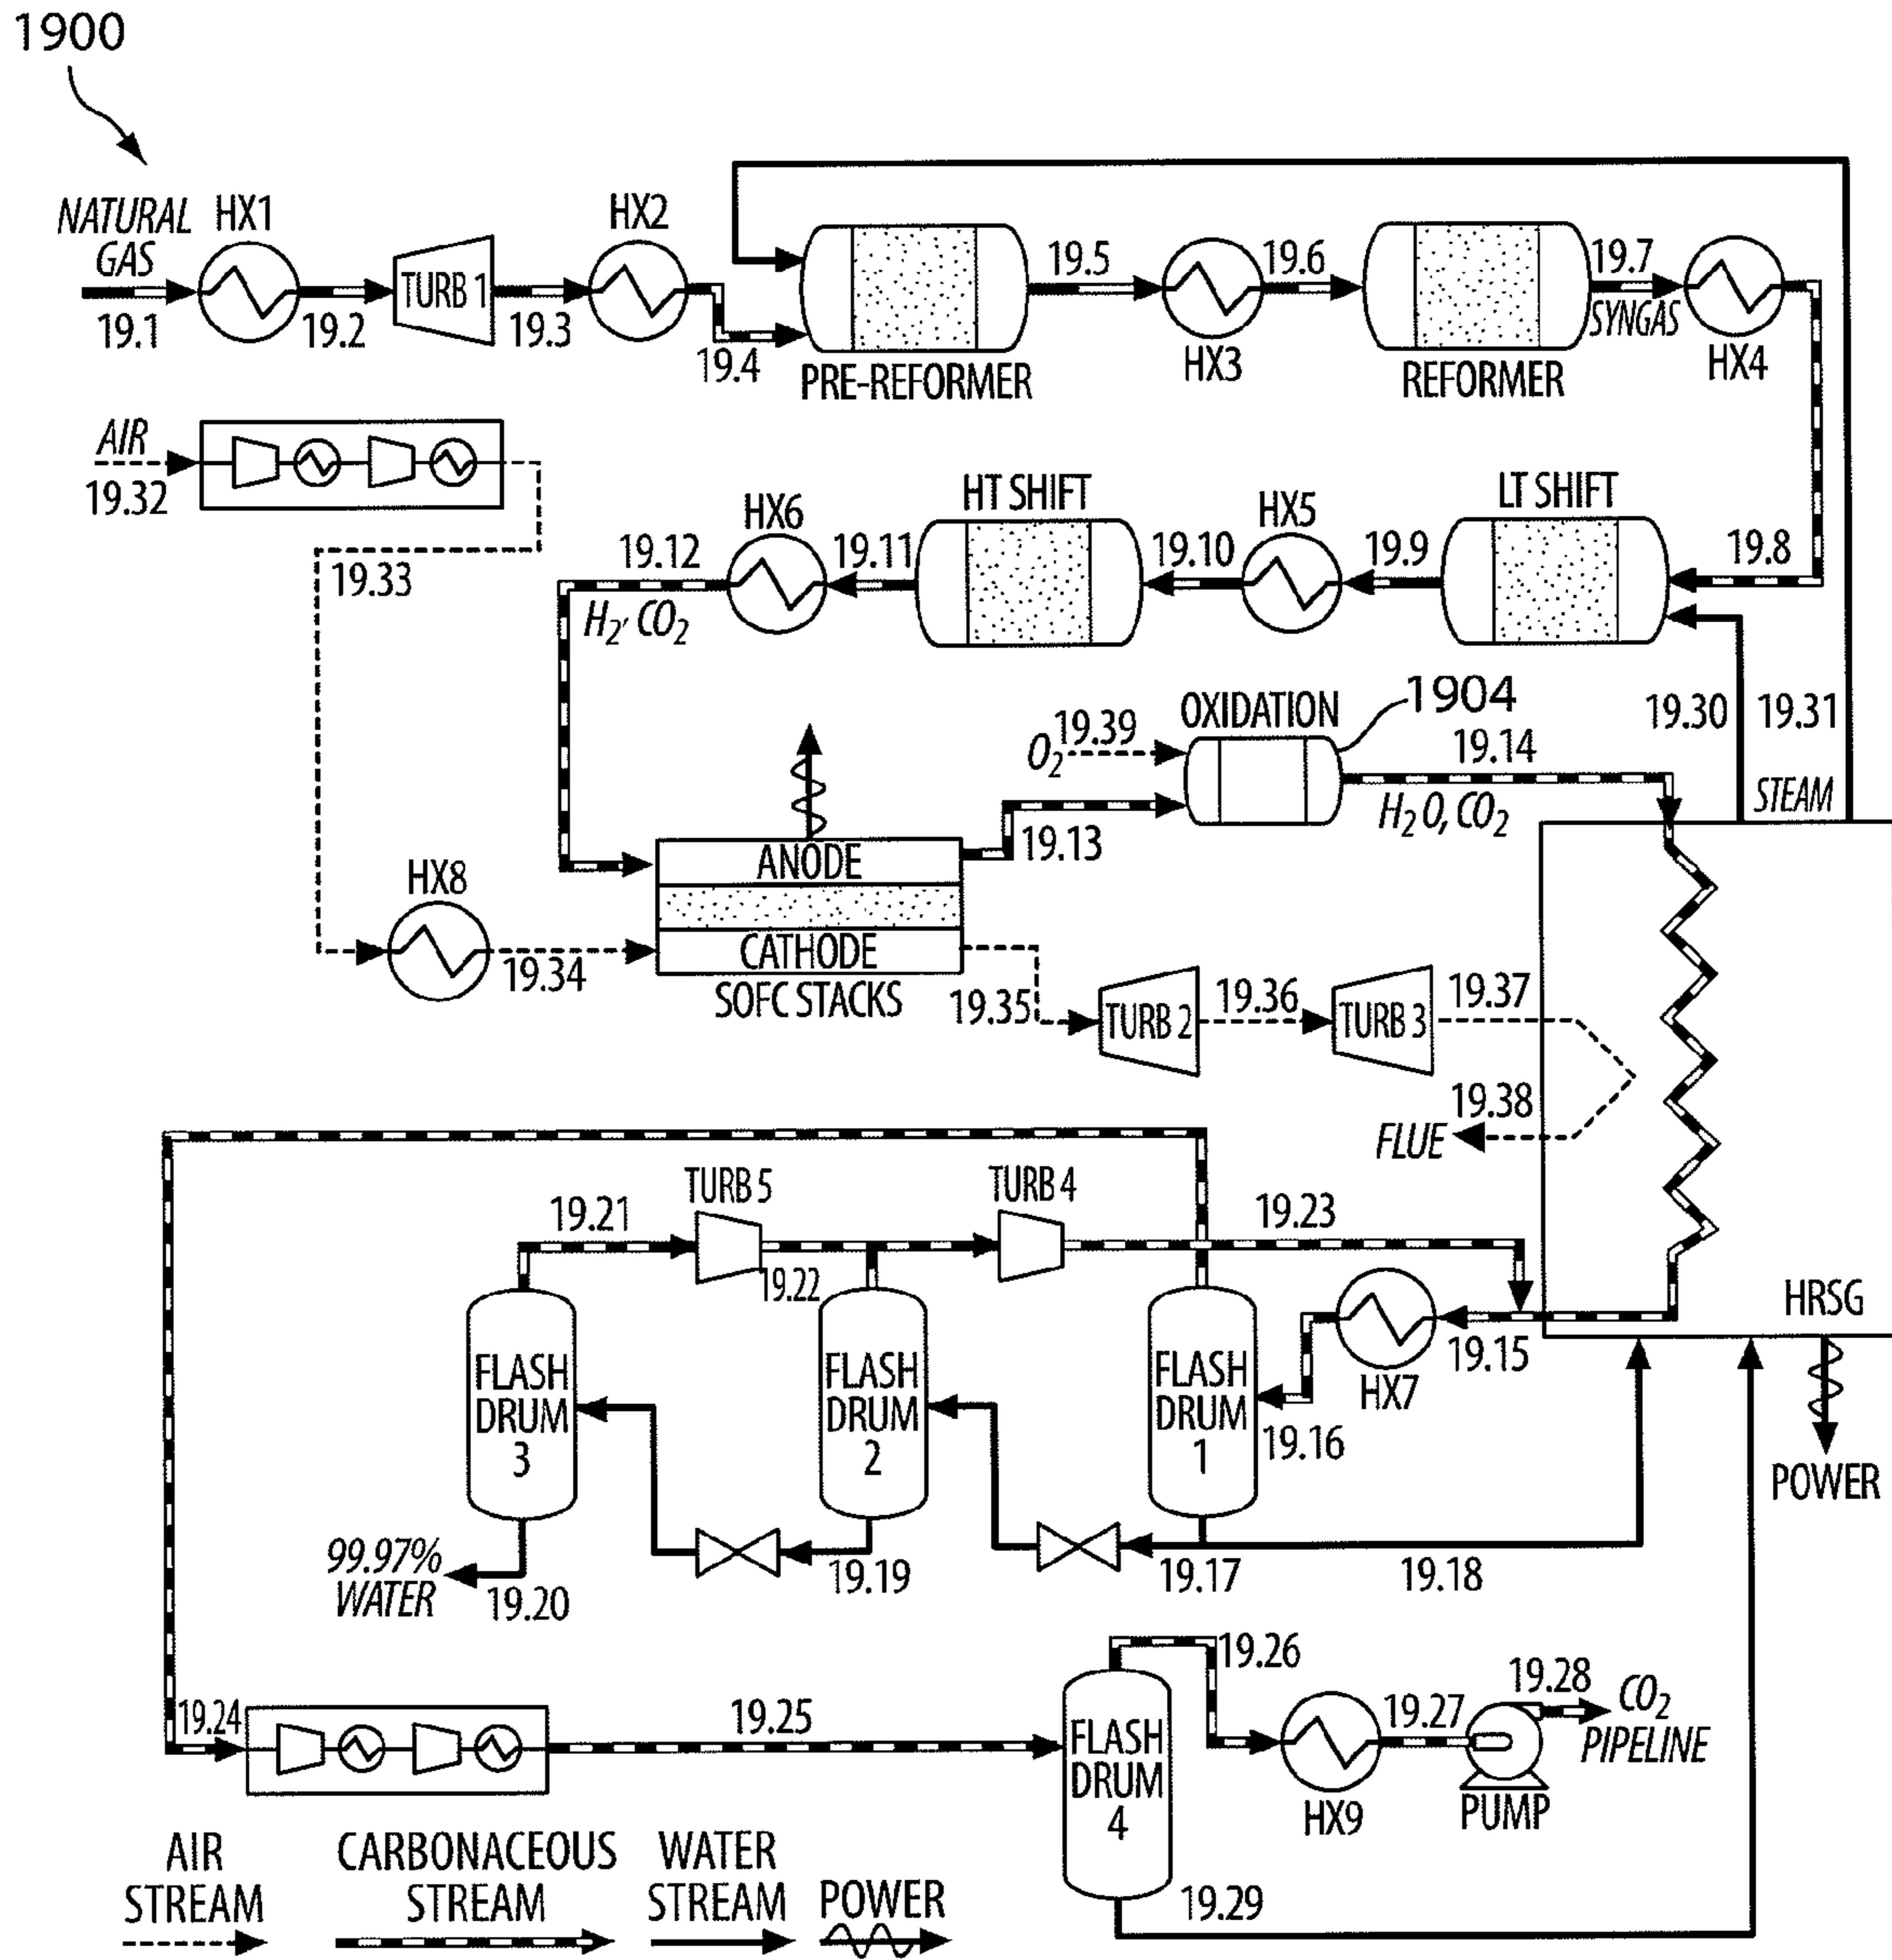 1900
NATURAL
GAS
HX1
HX2
TURB 1
19.1
19.2
19.3
19.4
PRE-REFORMER
19.5
HX3
19.6
REFORMER
19.7
SYNGAS
HX4
AIR
19.32
19.33
HT SHIFT
LT SHIFT
HX6
HX5
19.12
19.11
19.10
19.9
19.8
H2, CO2
OXIDATION
1904
19.30
19.31
O2
19.39
19.14
H2O, CO2
STEAM
19.13
ANODE
CATHODE
SOFC STACKS
HX8
19.34
19.35
TURB 2
19.36
TURB 3
19.37
19.38
FLUE
TURB 5
TURB 4
19.21
19.22
19.23
HRSG
19.15
HX7
19.16
FLASH
DRUM
3
FLASH
DRUM
2
FLASH
DRUM
1
POWER
99.97%
WATER
19.20
19.19
19.17
19.18
19.26
19.28
CO2
PIPELINE
19.24
19.25
19.27
FLASH
DRUM
4
HX9
PUMP
19.29
AIR
STREAM
CARBONACEOUS
STREAM
WATER
STREAM
POWER